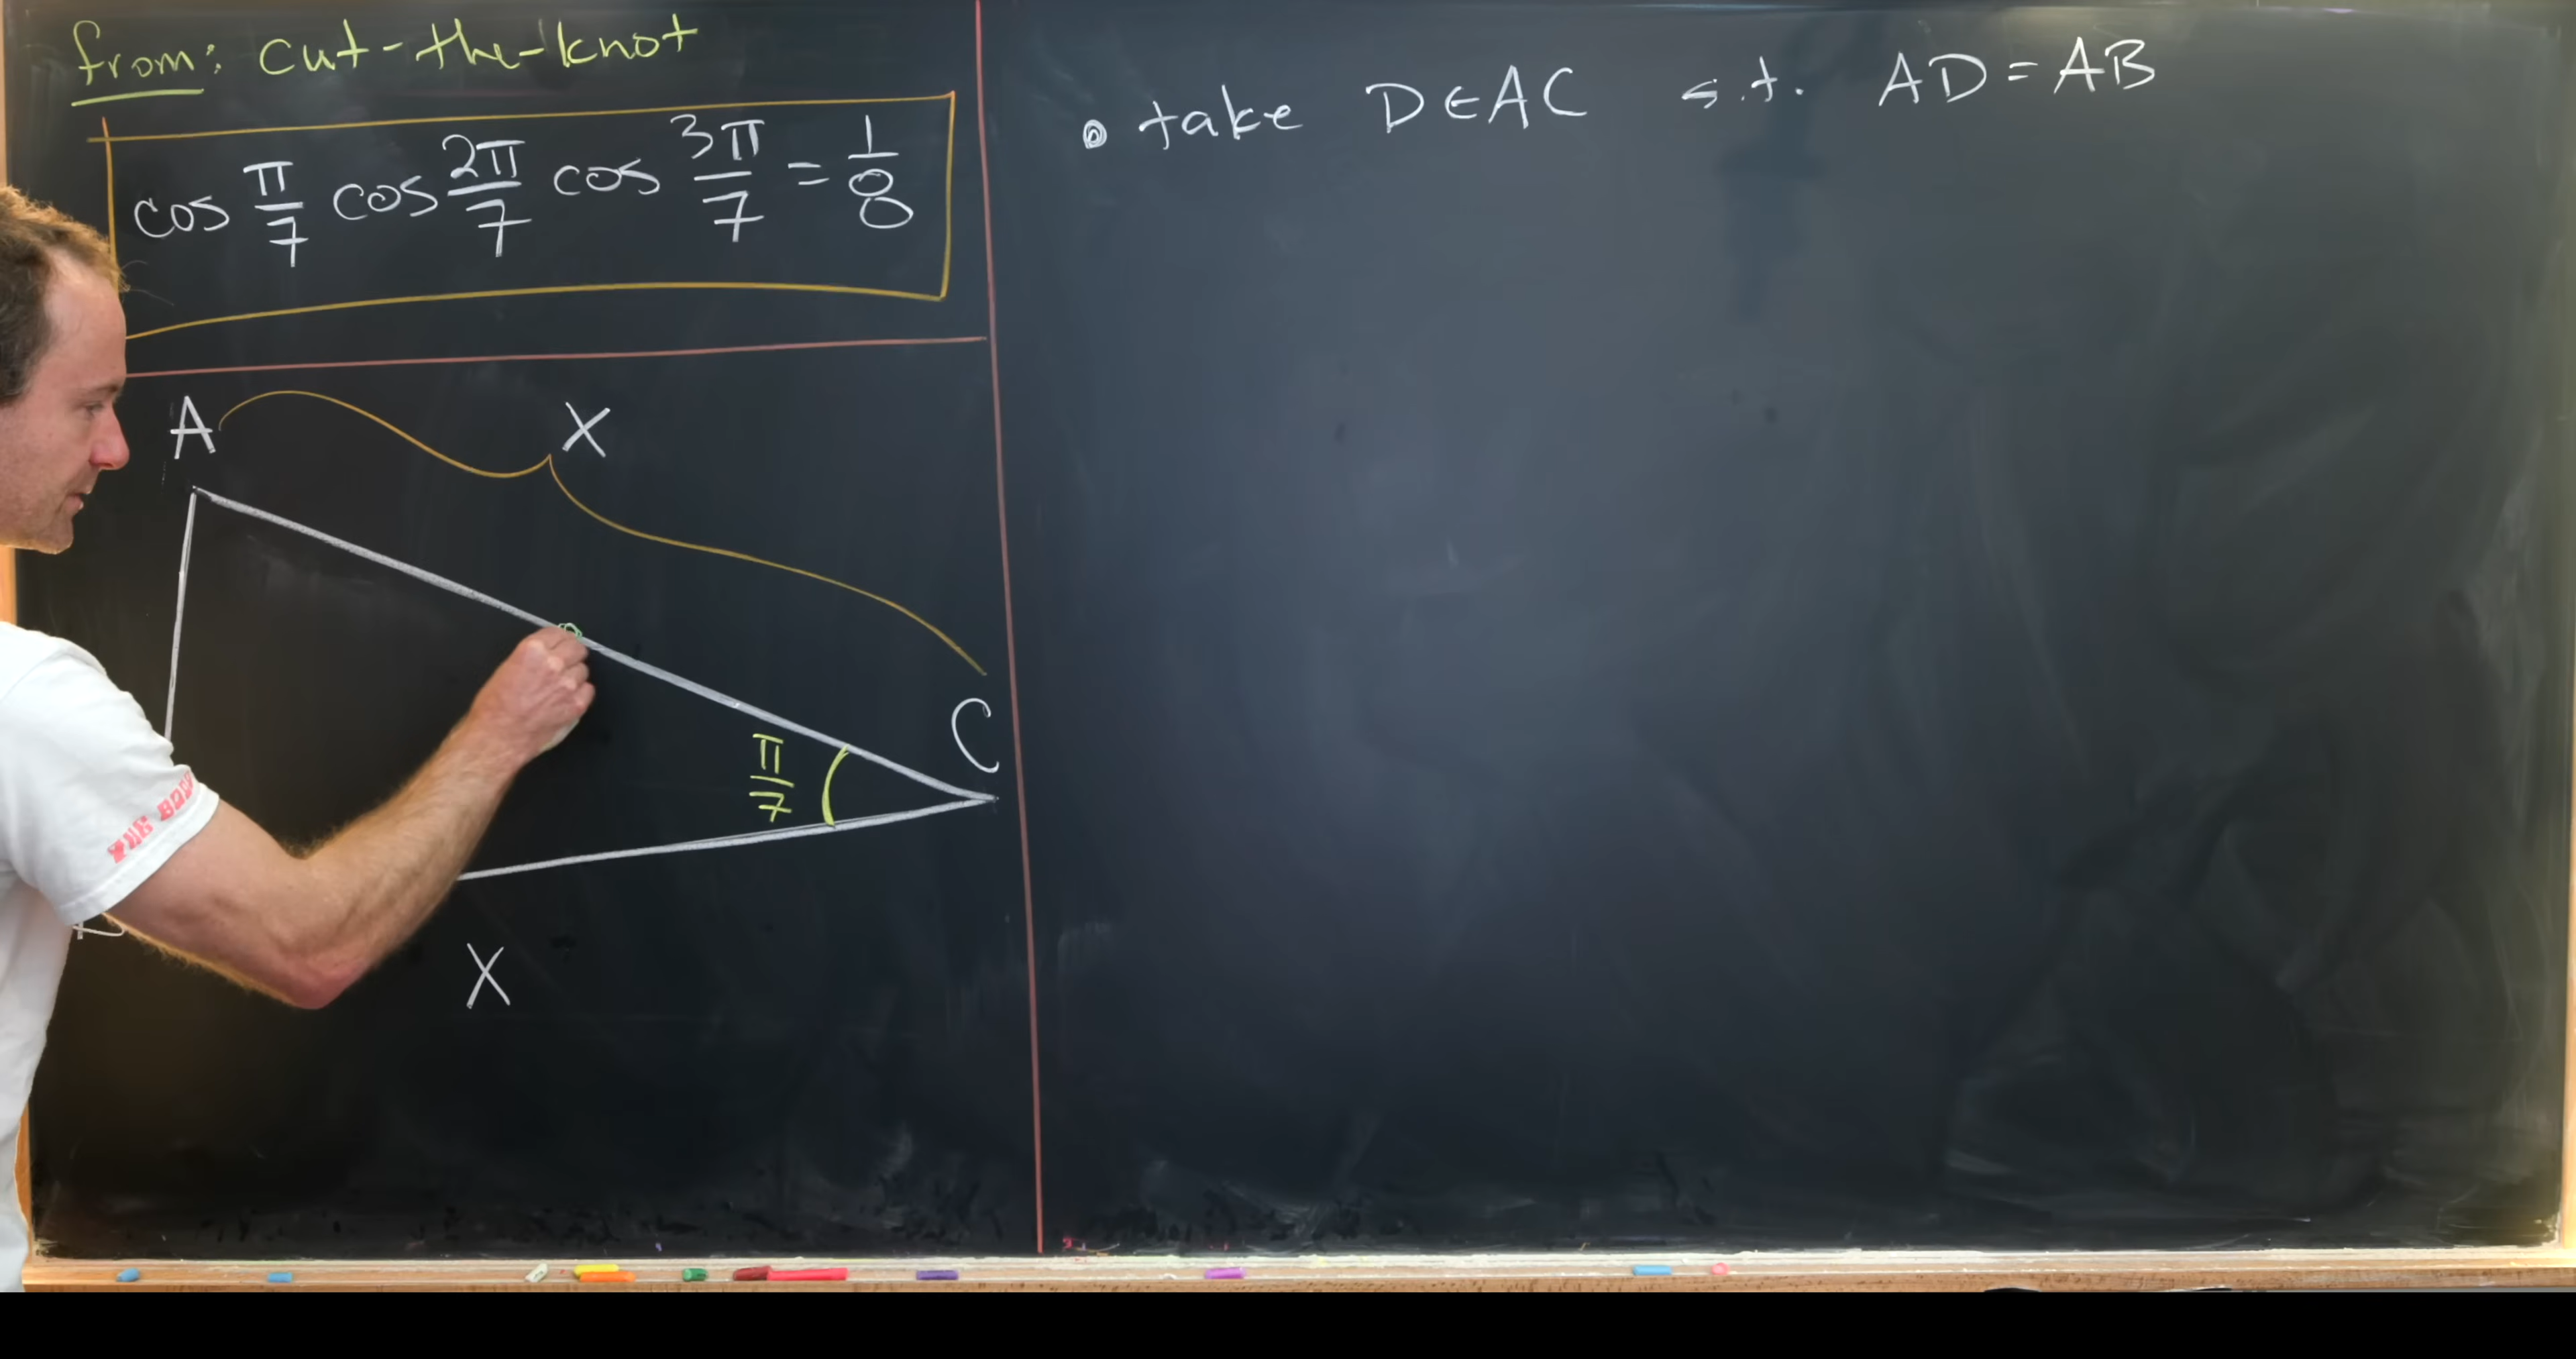 from: cut-the-knot
cos π/7 cos 2π/7 cos 3π/7 = 1/8
• take D∈AC s.t. AD = AB
A
X
C
π/7
X
THE